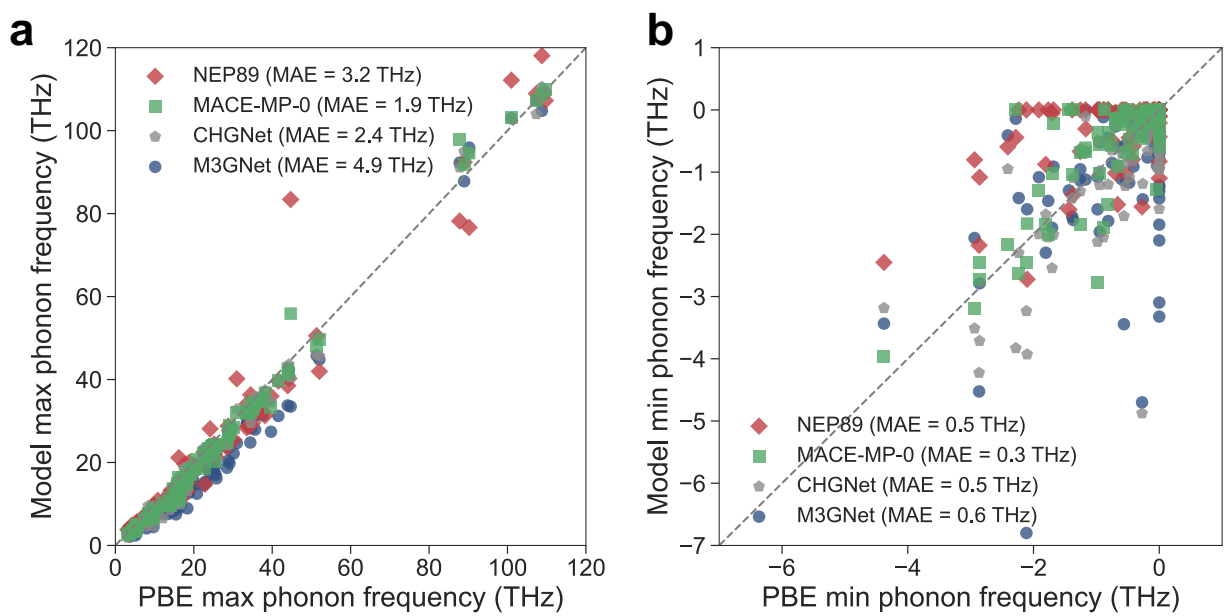 a
120
100
80
60
40
20
0
Model max phonon frequency (THz)
NEP89 (MAE = 3.2 THz)
MACE-MP-0 (MAE = 1.9 THz)
CHGNet (MAE = 2.4 THz)
M3GNet (MAE = 4.9 THz)
0 20 40 60 80 100 120
PBE max phonon frequency (THz)
b
1
0
−1
−2
−3
−4
−5
−6
−7
Model min phonon frequency (THz)
NEP89 (MAE = 0.5 THz)
MACE-MP-0 (MAE = 0.3 THz)
CHGNet (MAE = 0.5 THz)
M3GNet (MAE = 0.6 THz)
−6 −4 −2 0
PBE min phonon frequency (THz)